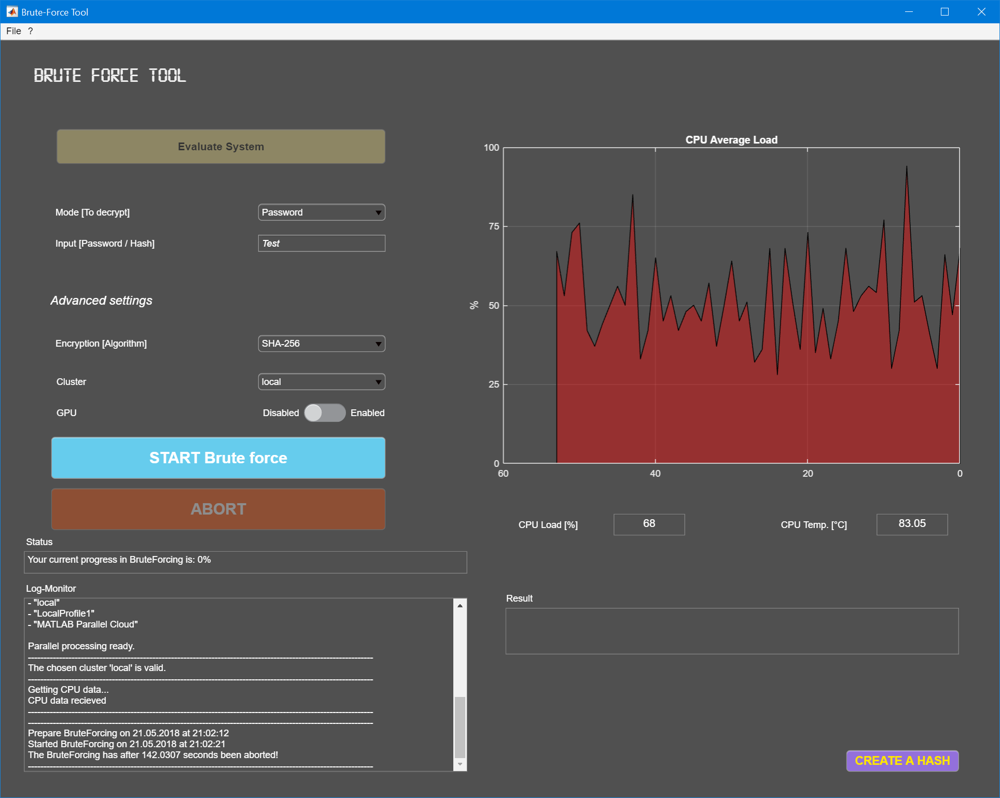 Brute-Force Tool
File ?
BRUTE FORCE TOOL
Evaluate System
Mode [To decrypt] Password
Input [Password / Hash] Test
Advanced settings
Encryption [Algorithm] SHA-256
Cluster local
GPU Disabled Enabled
START Brute force
ABORT
Status
Your current progress in BruteForcing is: 0%
Log-Monitor
- "local"
- "LocalProfile1"
- "MATLAB Parallel Cloud"
Parallel processing ready.
The chosen cluster 'local' is valid.
Getting CPU data...
CPU data recieved
Prepare BruteForcing on 21.05.2018 at 21:02:12
Started BruteForcing on 21.05.2018 at 21:02:21
The BruteForcing has after 142.0307 seconds been aborted!
CPU Average Load
100
75
50
25
0
%
60 40 20 0
CPU Load [%] 68 CPU Temp. [°C] 83.05
Result
CREATE A HASH